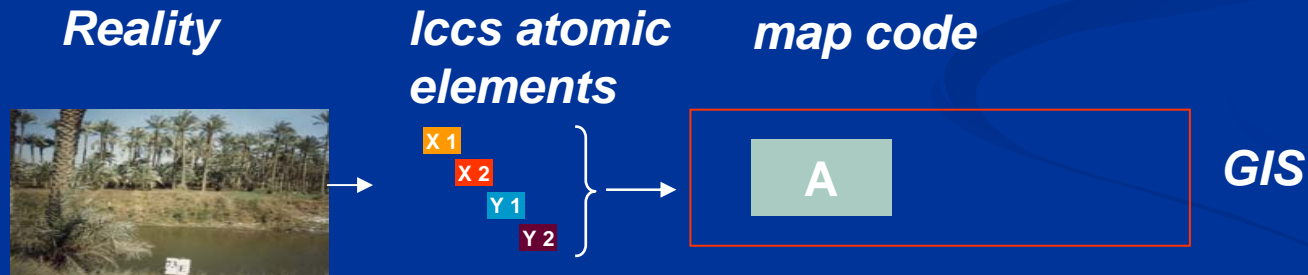 Reality
lccs atomic
elements
map code
X 1
X 2
Y 1
Y 2
A
GIS